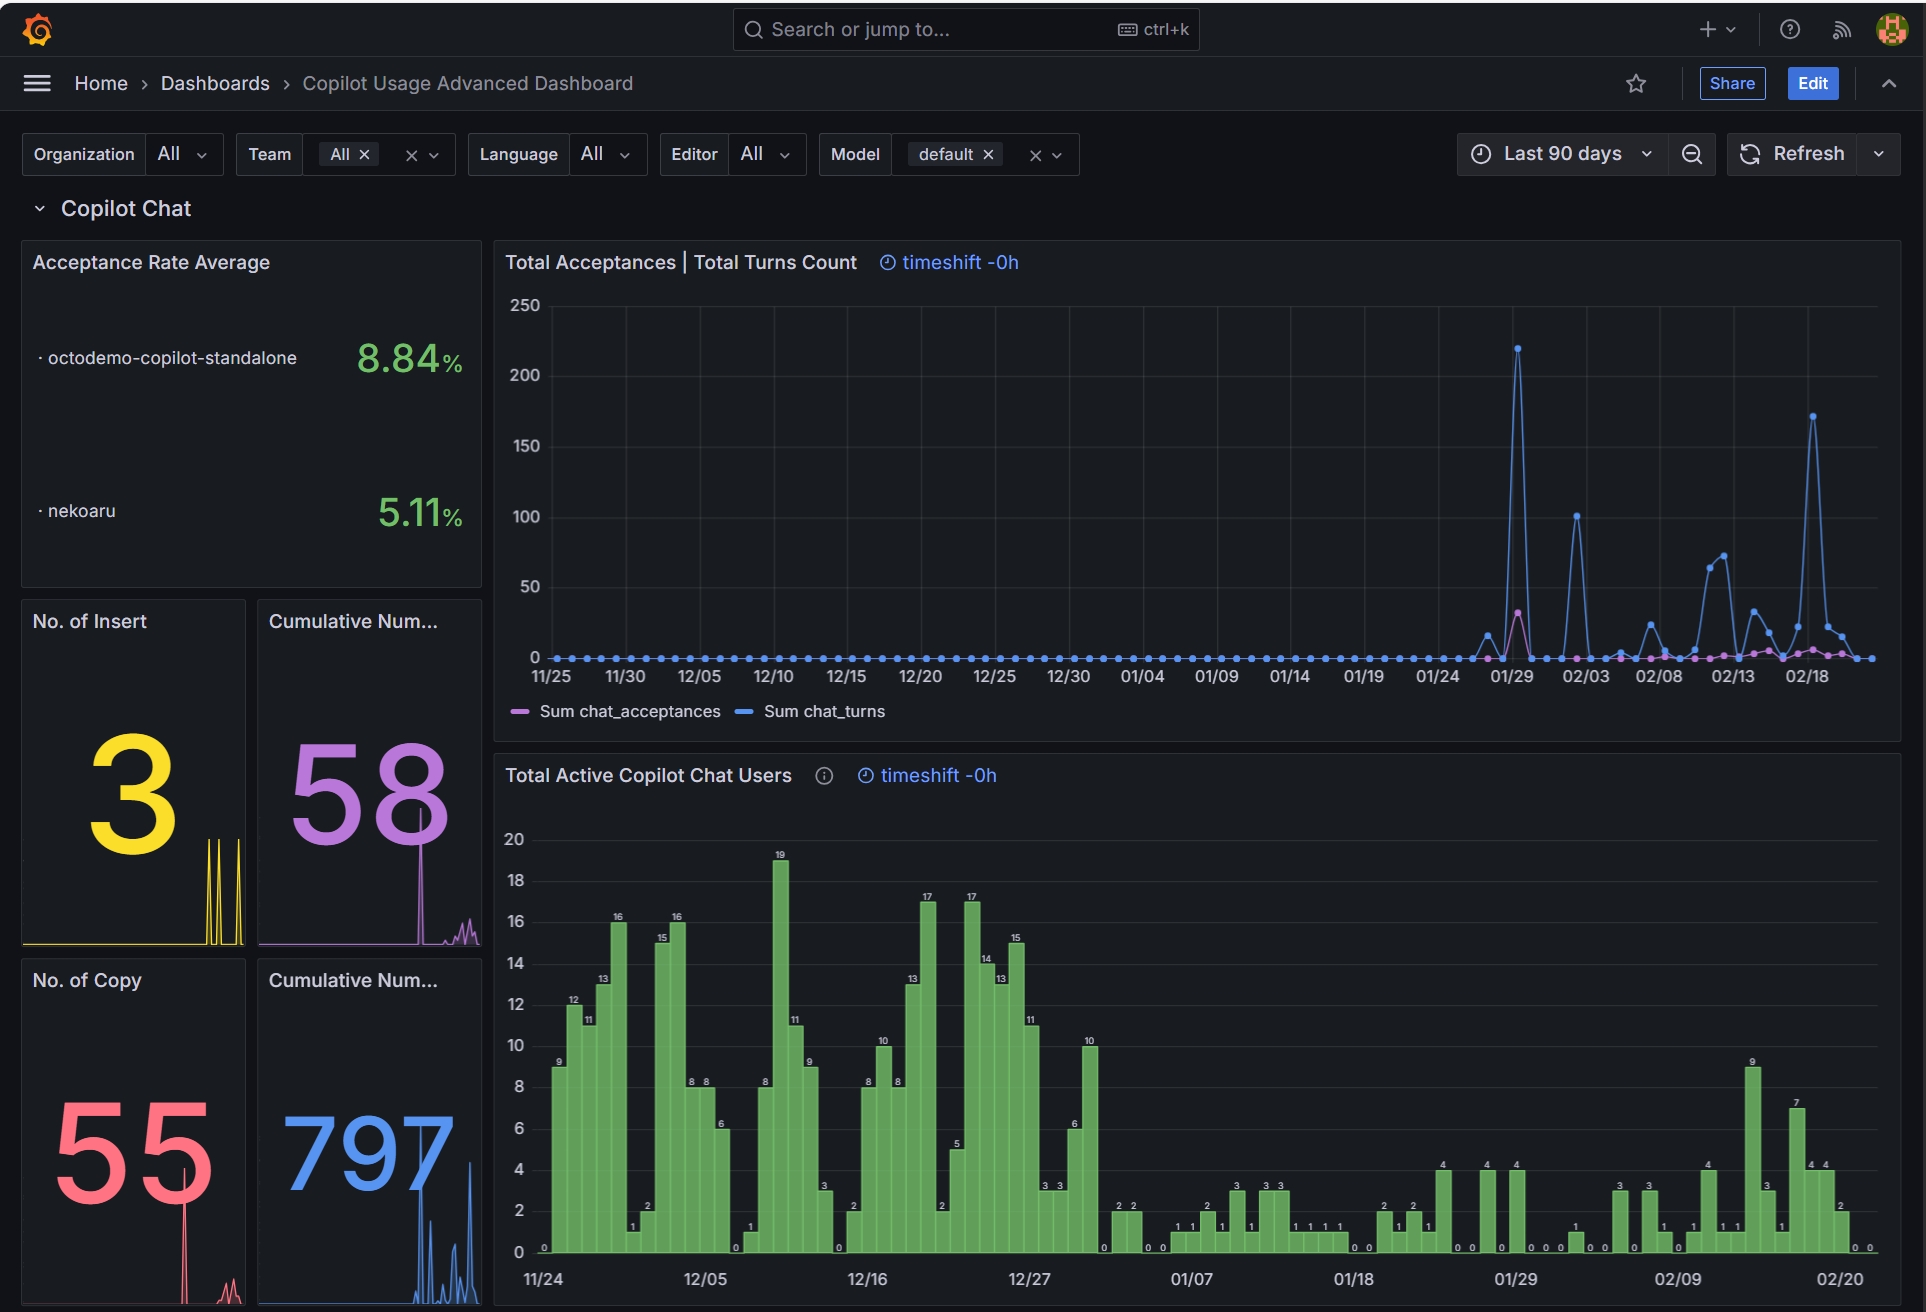 Search or jump to... ctrl+k
Home › Dashboards › Copilot Usage Advanced Dashboard
Share
Edit
Organization All
Team All
Language All
Editor All
Model default
Last 90 days
Refresh
Copilot Chat
Acceptance Rate Average
· octodemo-copilot-standalone 8.84%
· nekoaru 5.11%
No. of Insert
3
Cumulative Num...
58
No. of Copy
55
Cumulative Num...
797
Total Acceptances | Total Turns Count timeshift -0h
250
200
150
100
50
0
11/25 11/30 12/05 12/10 12/15 12/20 12/25 12/30 01/04 01/09 01/14 01/19 01/24 01/29 02/03 02/08 02/13 02/18
Sum chat_acceptances Sum chat_turns
Total Active Copilot Chat Users timeshift -0h
20
18
16
14
12
10
8
6
4
2
0
0 9 12 11 13 16 1 2 15 16 8 8 6 0 1 8 19 11 9 3 0 2 8 10 8 13 17 2 5 17 14 13 15 11 3 3 6 10 0 2 2 0 0 1 1 2 1 3 1 3 3 1 1 1 1 0 0 2 1 2 1 4 0 0 4 0 4 0 0 0 1 0 0 3 0 3 1 0 1 4 1 1 9 3 1 7 4 4 2 0 0
11/24 12/05 12/16 12/27 01/07 01/18 01/29 02/09 02/20